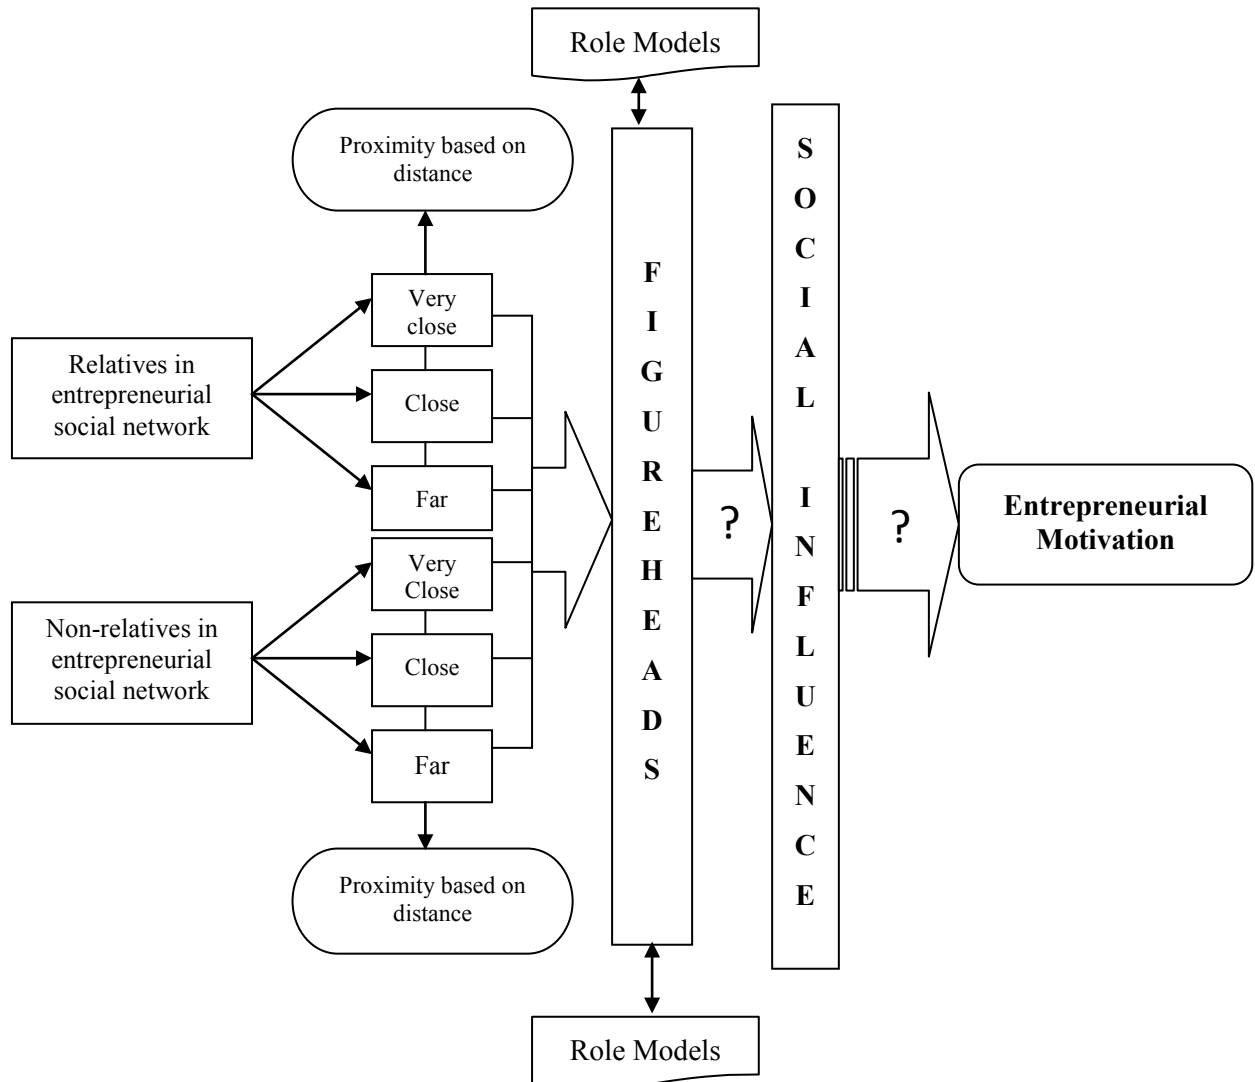 Role Models
Proximity based on
distance
Very
close
Relatives in
entrepreneurial
social network
Close
Far
Very
Close
Non-relatives in
entrepreneurial
social network
Close
Far
Proximity based on
distance
F
I
G
U
R
E
H
E
A
D
S
?
S
O
C
I
A
L
I
N
F
L
U
E
N
C
E
?
Entrepreneurial
Motivation
Role Models